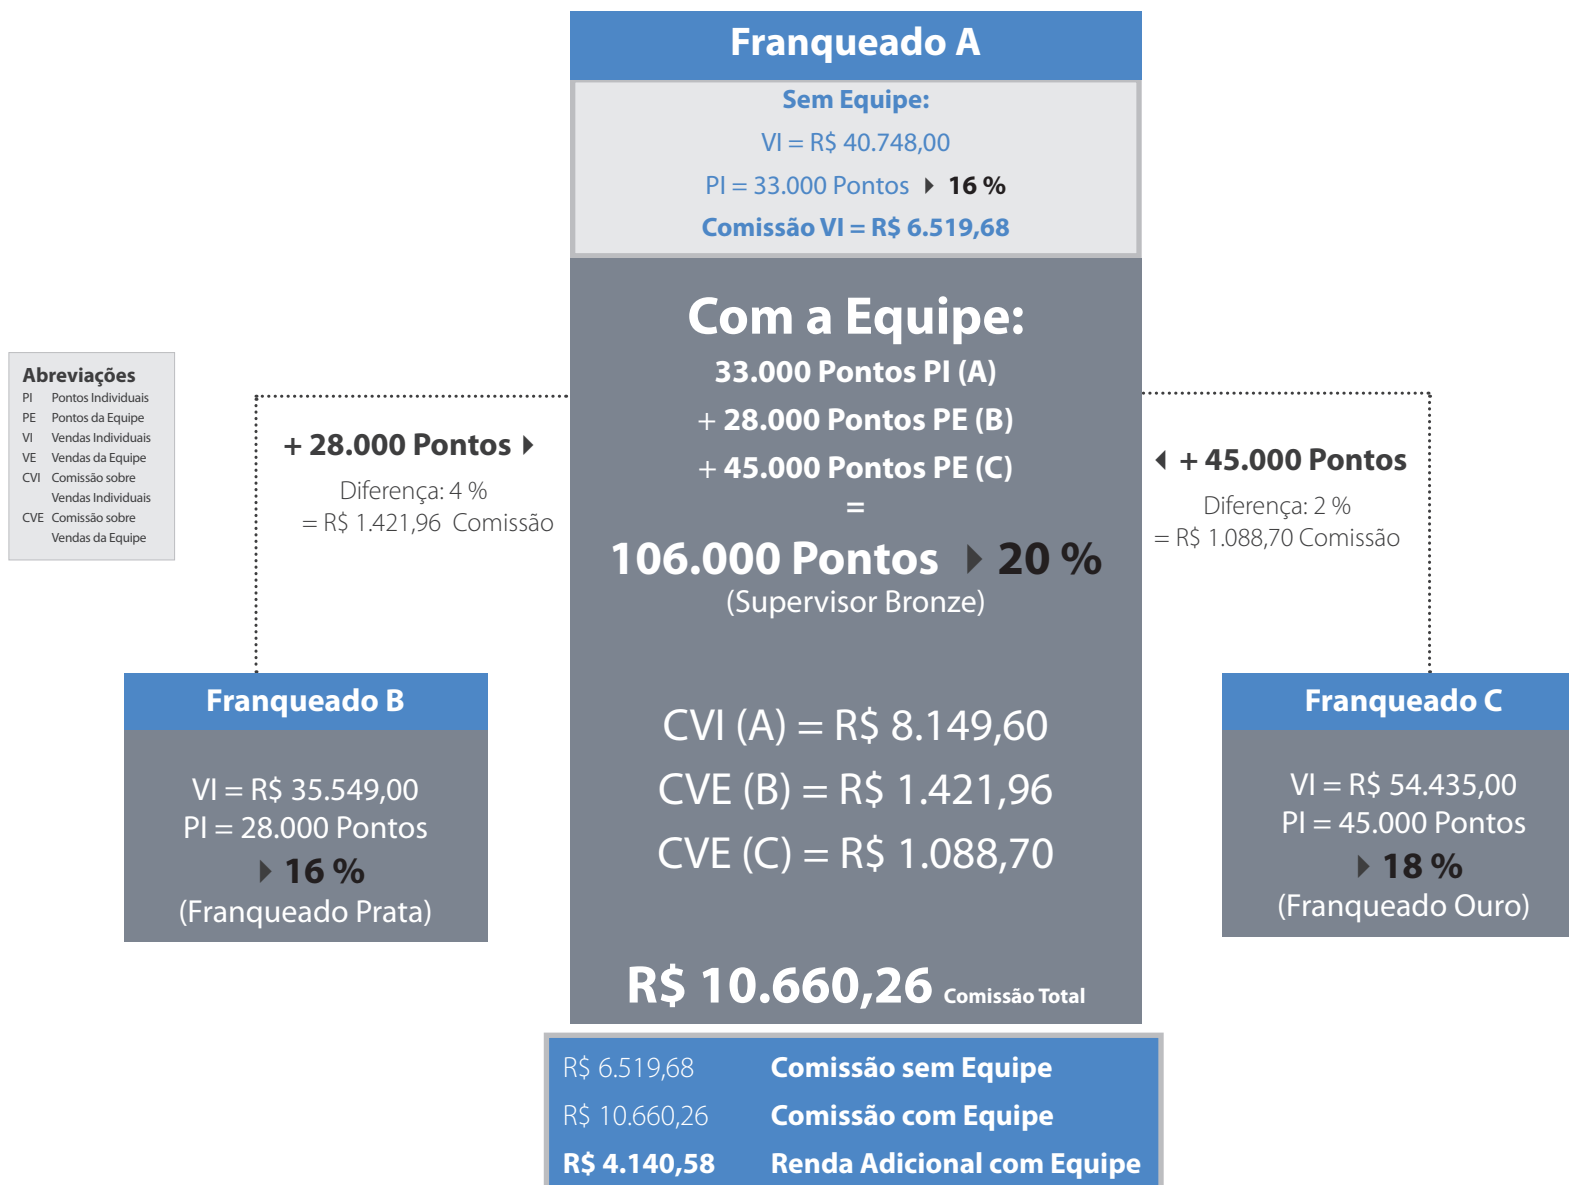 Franqueado A
Sem Equipe:
VI = R$ 40.748,00
PI = 33.000 Pontos ▸ 16 %
Comissão VI = R$ 6.519,68
Com a Equipe:
33.000 Pontos PI (A)
+ 28.000 Pontos PE (B)
+ 45.000 Pontos PE (C)
=
106.000 Pontos ▸ 20 %
(Supervisor Bronze)
CVI (A) = R$ 8.149,60
CVE (B) = R$ 1.421,96
CVE (C) = R$ 1.088,70
R$ 10.660,26 Comissão Total
Abreviações
PI Pontos Individuais
PE Pontos da Equipe
VI Vendas Individuais
VE Vendas da Equipe
CVI Comissão sobre
Vendas Individuais
CVE Comissão sobre
Vendas da Equipe
+ 28.000 Pontos ▸
Diferença: 4 %
= R$ 1.421,96 Comissão
◂ + 45.000 Pontos
Diferença: 2 %
= R$ 1.088,70 Comissão
Franqueado B
VI = R$ 35.549,00
PI = 28.000 Pontos
▸ 16 %
(Franqueado Prata)
Franqueado C
VI = R$ 54.435,00
PI = 45.000 Pontos
▸ 18 %
(Franqueado Ouro)
R$ 6.519,68 Comissão sem Equipe
R$ 10.660,26 Comissão com Equipe
R$ 4.140,58 Renda Adicional com Equipe